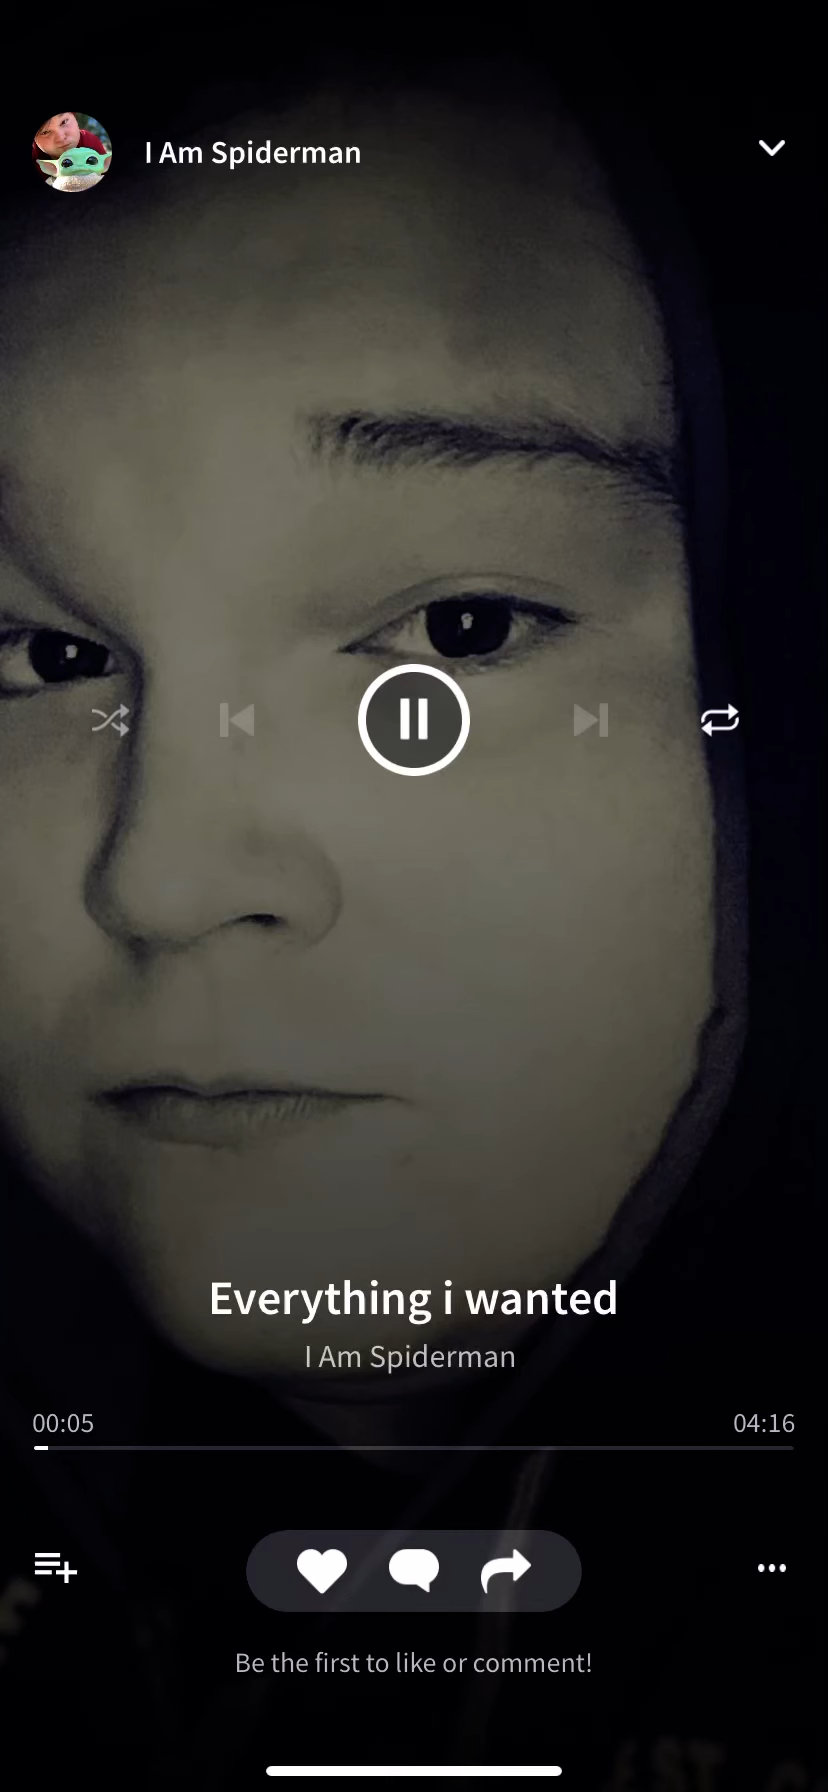 I Am Spiderman
Everything i wanted
I Am Spiderman
00:05
04:16
Be the first to like or comment!